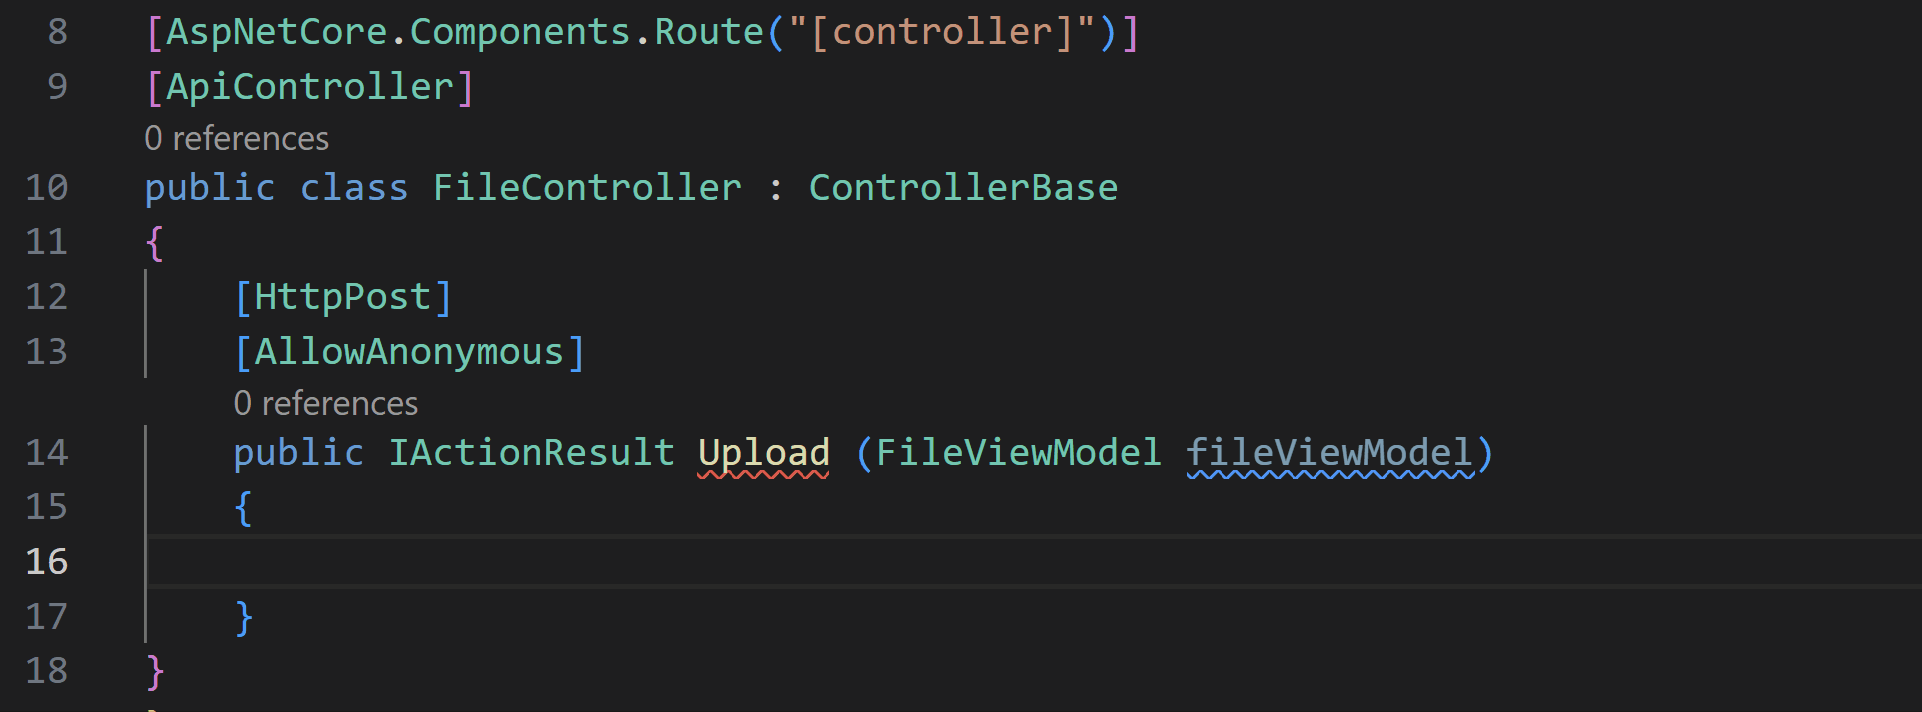 8 [AspNetCore.Components.Route("[controller]")]
9 [ApiController]
0 references
10 public class FileController : ControllerBase
11 {
12 [HttpPost]
13 [AllowAnonymous]
0 references
14 public IActionResult Upload (FileViewModel fileViewModel)
15 {
16
17 }
18 }